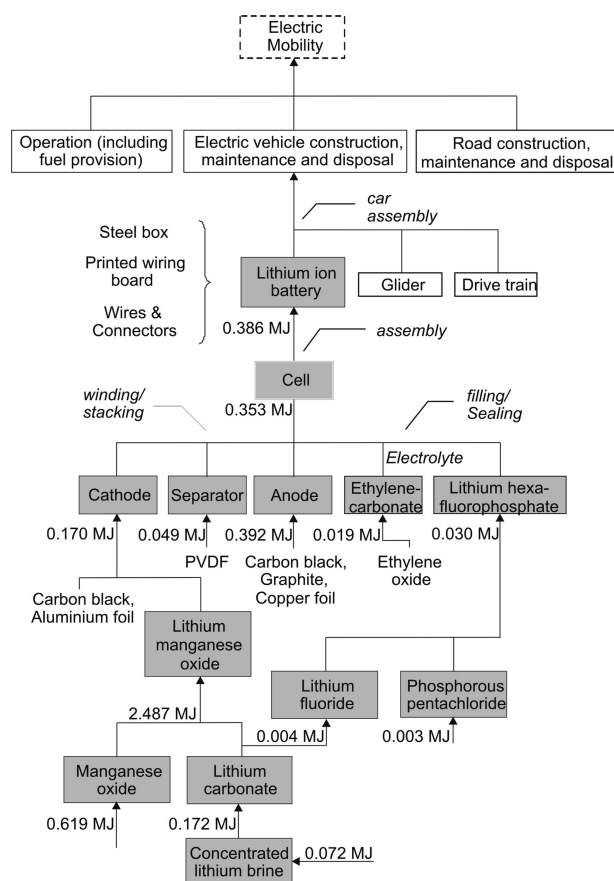 Electric
Mobility
Operation (including
fuel provision)
Electric vehicle construction,
maintenance and disposal
Road construction,
maintenance and disposal
car
assembly
Steel box
Printed wiring
board
Wires &
Connectors
Lithium ion
battery
Glider
Drive train
0.386 MJ
assembly
Cell
0.353 MJ
winding/
stacking
filling/
Sealing
Electrolyte
Cathode
Separator
Anode
Ethylene-
carbonate
Lithium hexa-
fluorophosphate
0.170 MJ
0.049 MJ
0.392 MJ
0.019 MJ
0.030 MJ
PVDF
Carbon black,
Graphite,
Copper foil
Ethylene
oxide
Carbon black,
Aluminium foil
Lithium
manganese
oxide
Lithium
fluoride
Phosphorous
pentachloride
2.487 MJ
0.004 MJ
0.003 MJ
Manganese
oxide
Lithium
carbonate
0.619 MJ
0.172 MJ
Concentrated
lithium brine
0.072 MJ